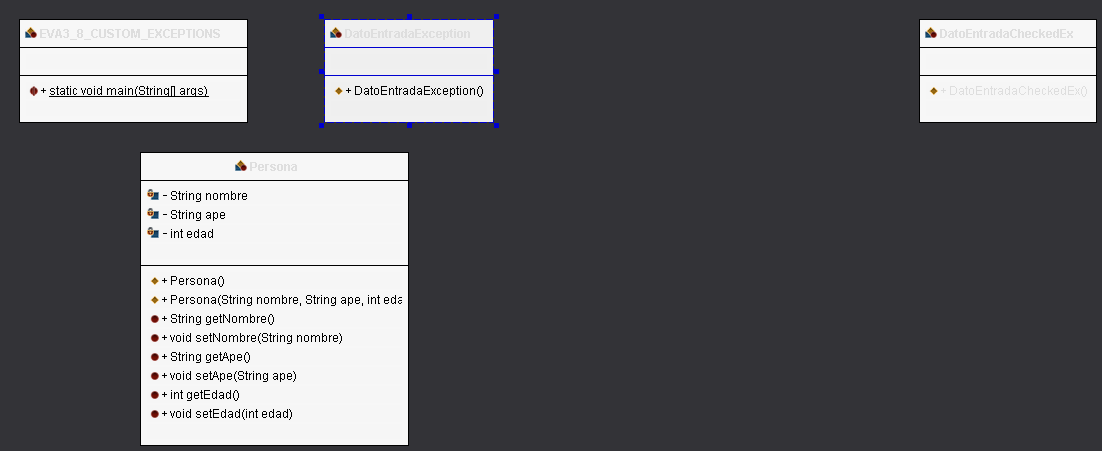 EVA3_8_CUSTOM_EXCEPTIONS
+ static void main(String[] args)
DatoEntradaException
+ DatoEntradaException()
DatoEntradaCheckedEx
+ DatoEntradaCheckedEx()
Persona
- String nombre
- String ape
- int edad
+ Persona()
+ Persona(String nombre, String ape, int eda
+ String getNombre()
+ void setNombre(String nombre)
+ String getApe()
+ void setApe(String ape)
+ int getEdad()
+ void setEdad(int edad)